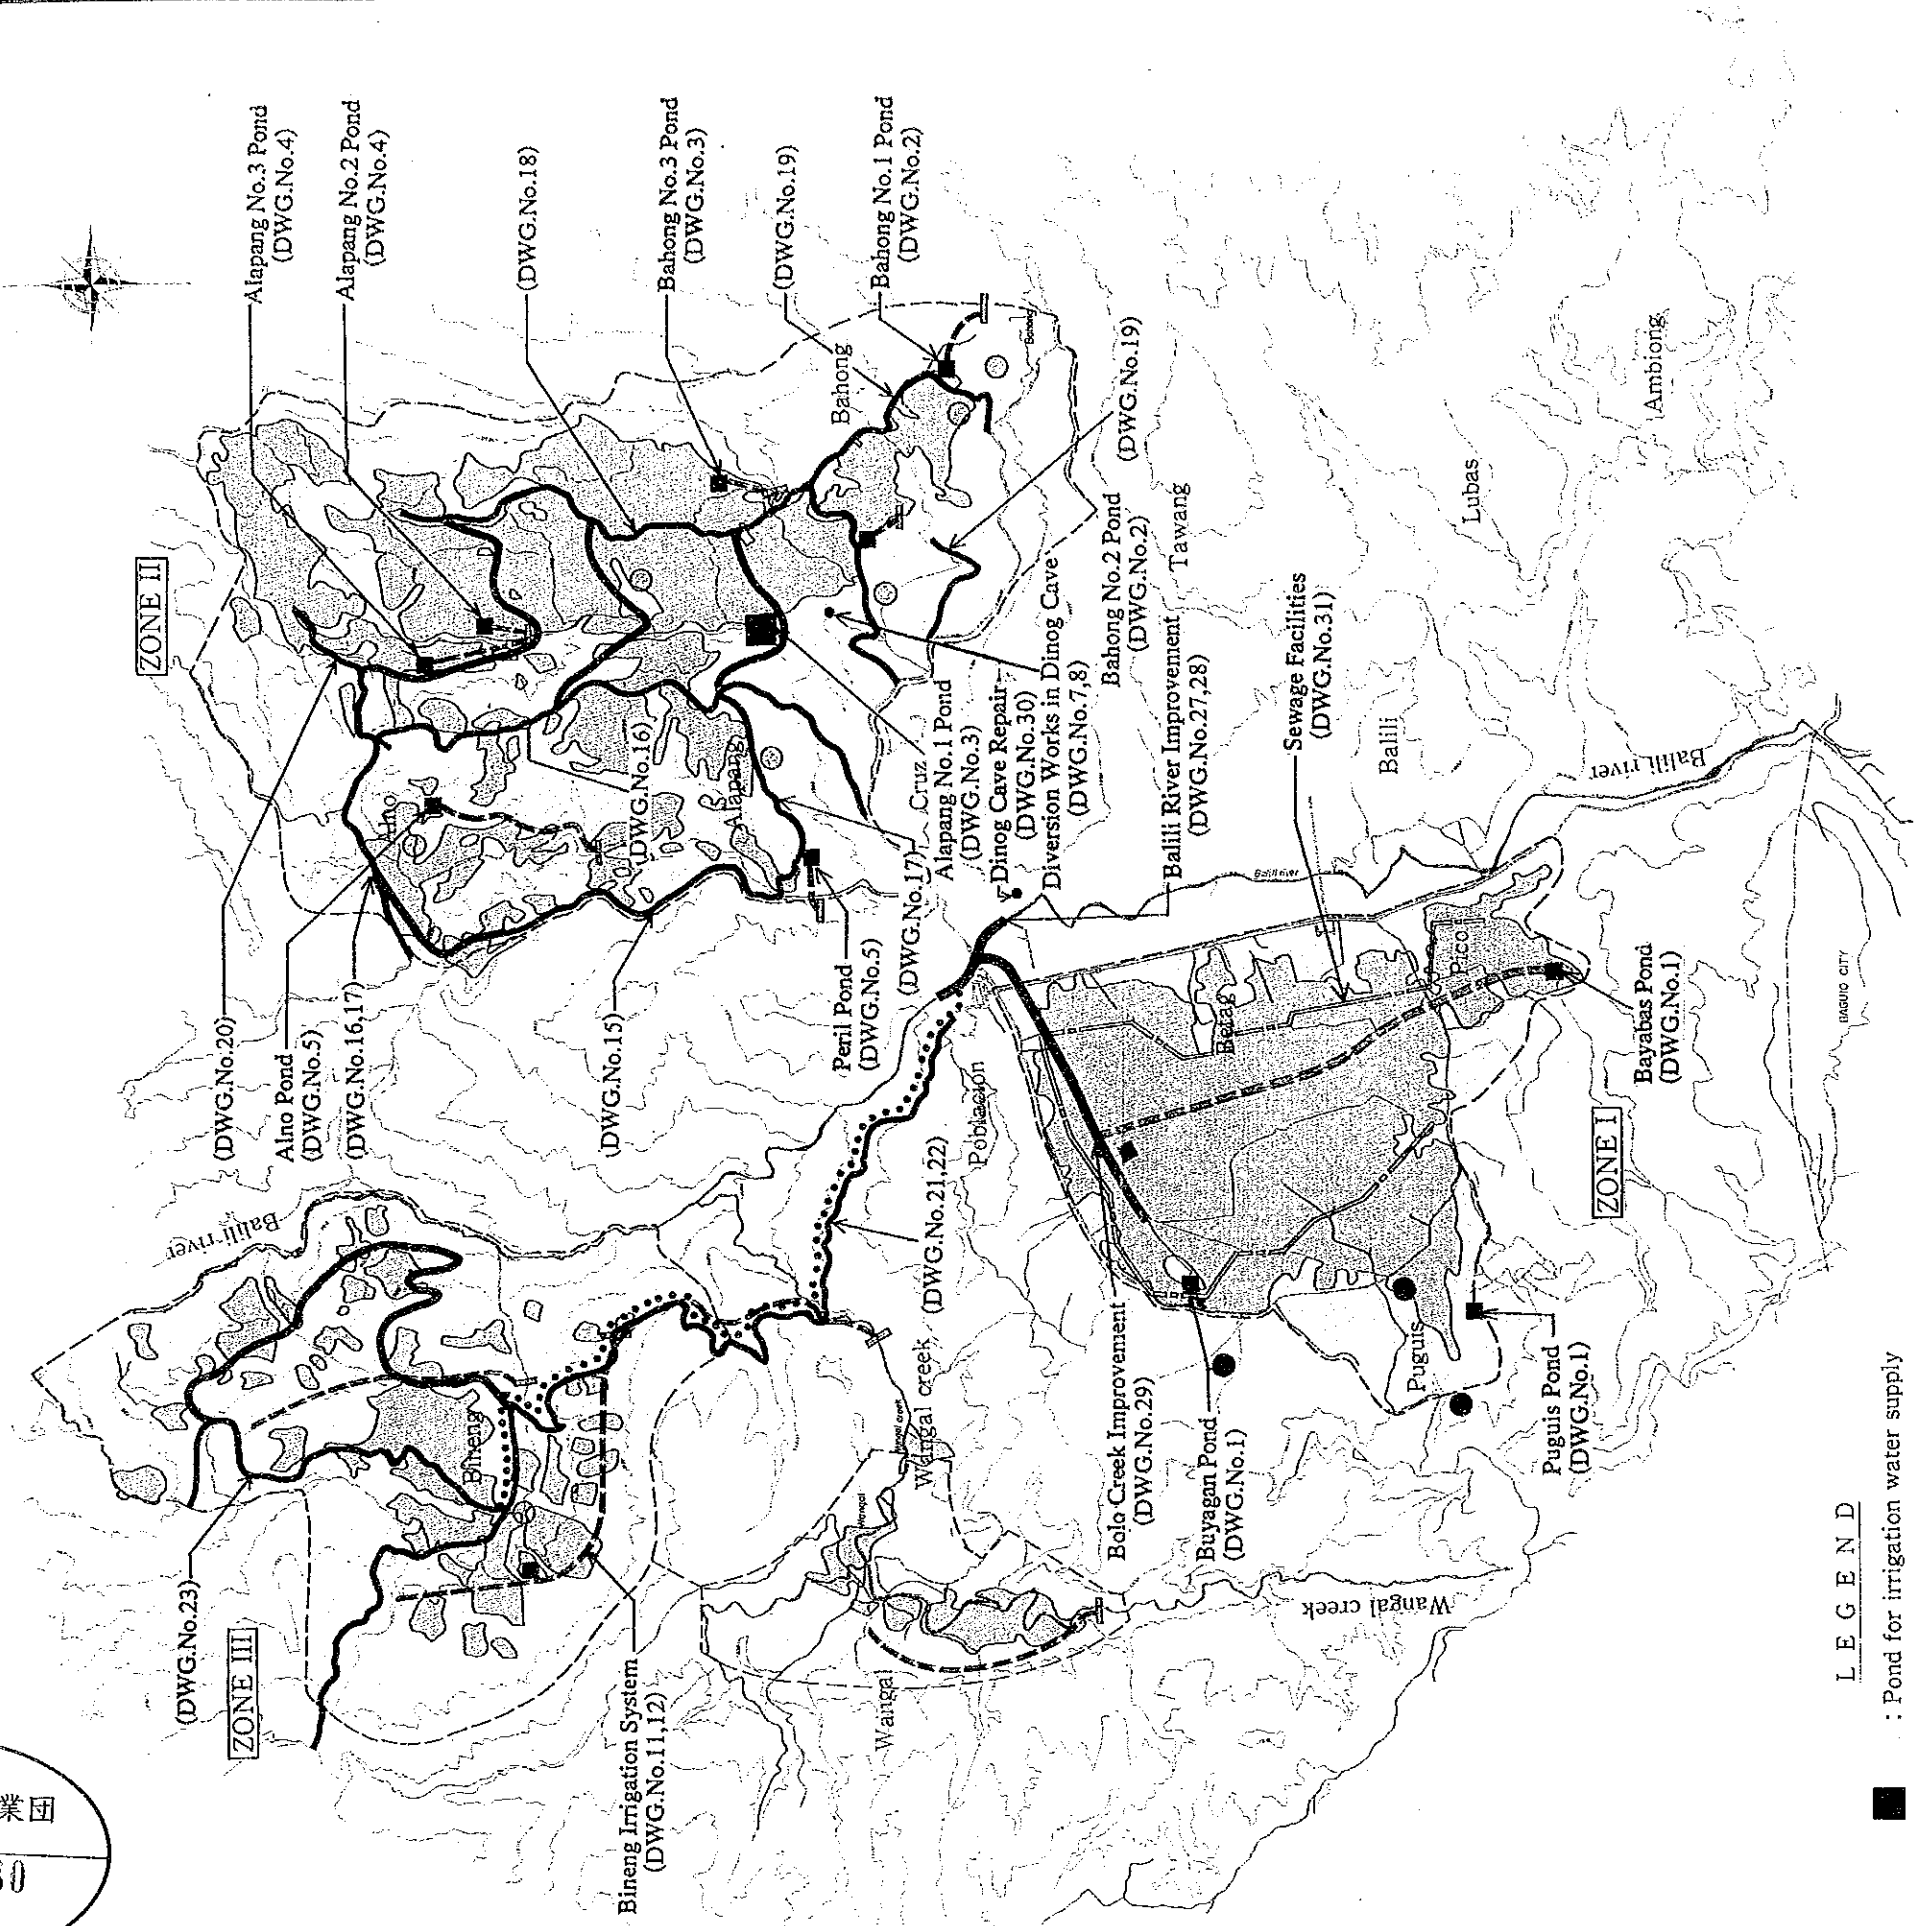 Alapang No.3 Pond
(DWG.No.4)
Alapang No.2 Pond
(DWG.No.4)
(DWG.No.18)
Bahong No.3 Pond
(DWG.No.3)
(DWG.No.19)
Bahong No.1 Pond
(DWG.No.2)
ZONE II
Bahong
Bahong
(DWG.No.19)
Ambiong
Lubas
Tawang
Bahong No.2 Pond
(DWG.No.2)
Sewage Facilities
(DWG.No.31)
Balili
Balili river
Alno
(DWG.No.16)
Alapang
Cruz
Alapang No.1 Pond
(DWG.No.3)
Dinog Cave Repair
(DWG.No.30)
Diversion Works in Dinog Cave
(DWG.No.7,8)
Balili River Improvement
(DWG.No.27,28)
Balili river
(DWG.No.20)
Alno Pond
(DWG.No.5)
(DWG.No.16,17)
(DWG.No.15)
Peril Pond
(DWG.No.5)
(DWG.No.17)
Poblacion
Betag
Pico
Bayabas Pond
(DWG.No.1)
BAGUIO CITY
ZONE I
Balili river
(DWG.No.21,22)
Bineng
Wangal creek
Wangal creek
Wangal
Bolo Creek Improvement
(DWG.No.29)
Buyagan Pond
(DWG.No.1)
Puguis
Puguis Pond
(DWG.No.1)
(DWG.No.23)
ZONE III
Bineng Irrigation System
(DWG.No.11,12)
Wangal
Wangal creek
LEGEND
: Pond for irrigation water supply
業団